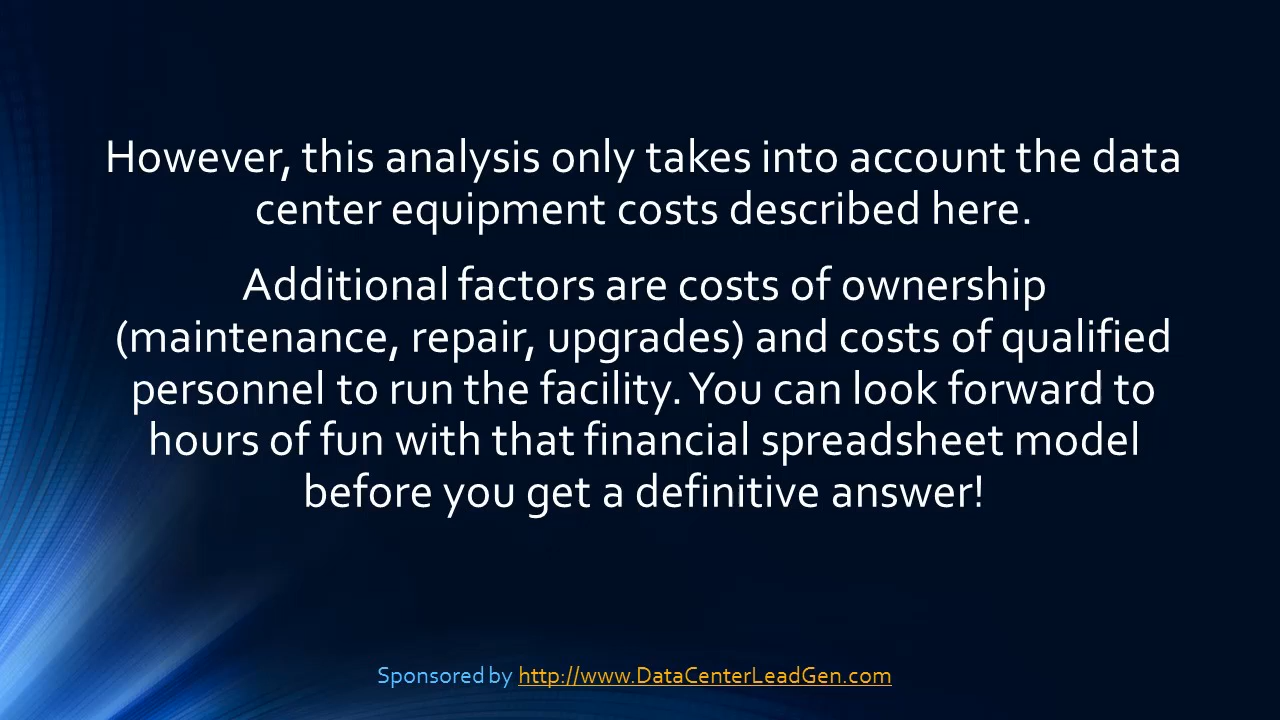 However, this analysis only takes into account the data
center equipment costs described here.
Additional factors are costs of ownership
(maintenance, repair, upgrades) and costs of qualified
personnel to run the facility. You can look forward to
hours of fun with that financial spreadsheet model
before you get a definitive answer!
Sponsored by http://www.DataCenterLeadGen.com